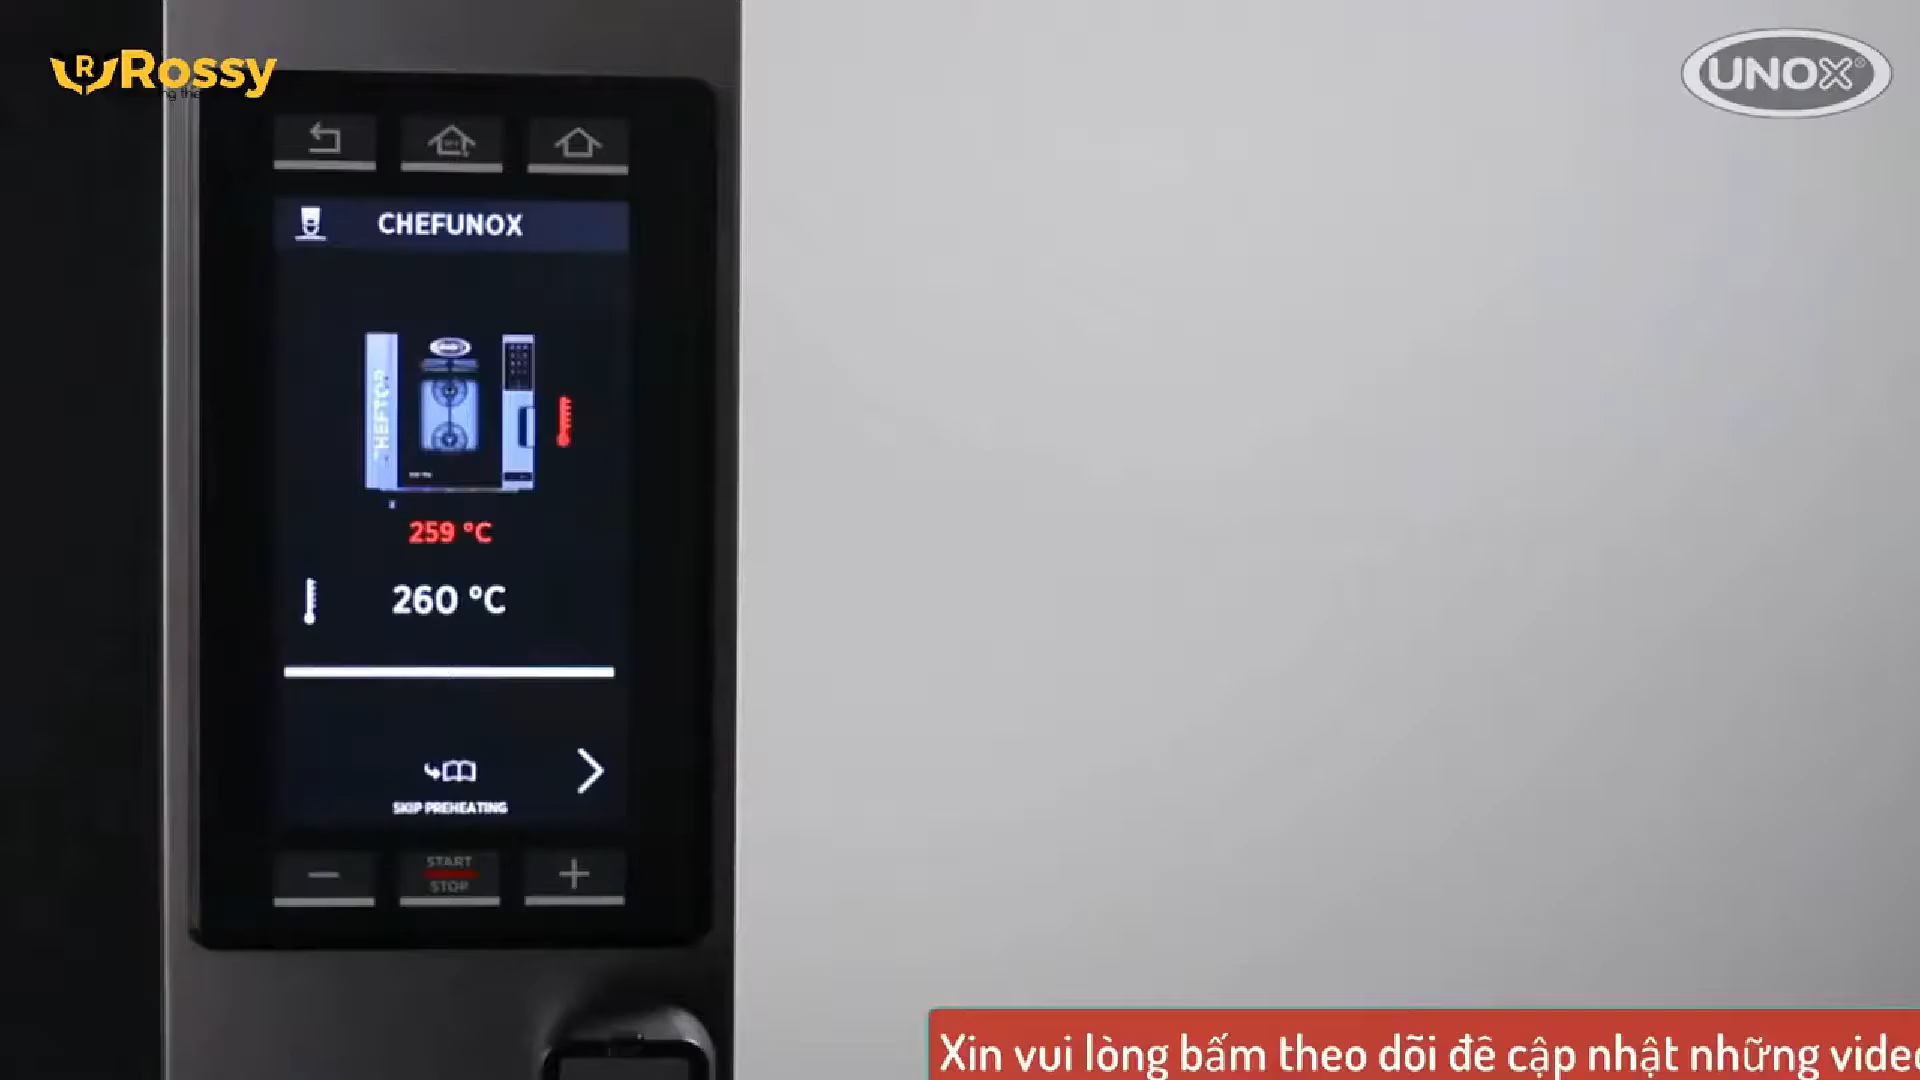 Rossy
UNOX
CHEFUNOX
259 °C
260 °C
SKIP PREHEATING
START
STOP
Xin vui lòng bấm theo dõi để cập nhật những video